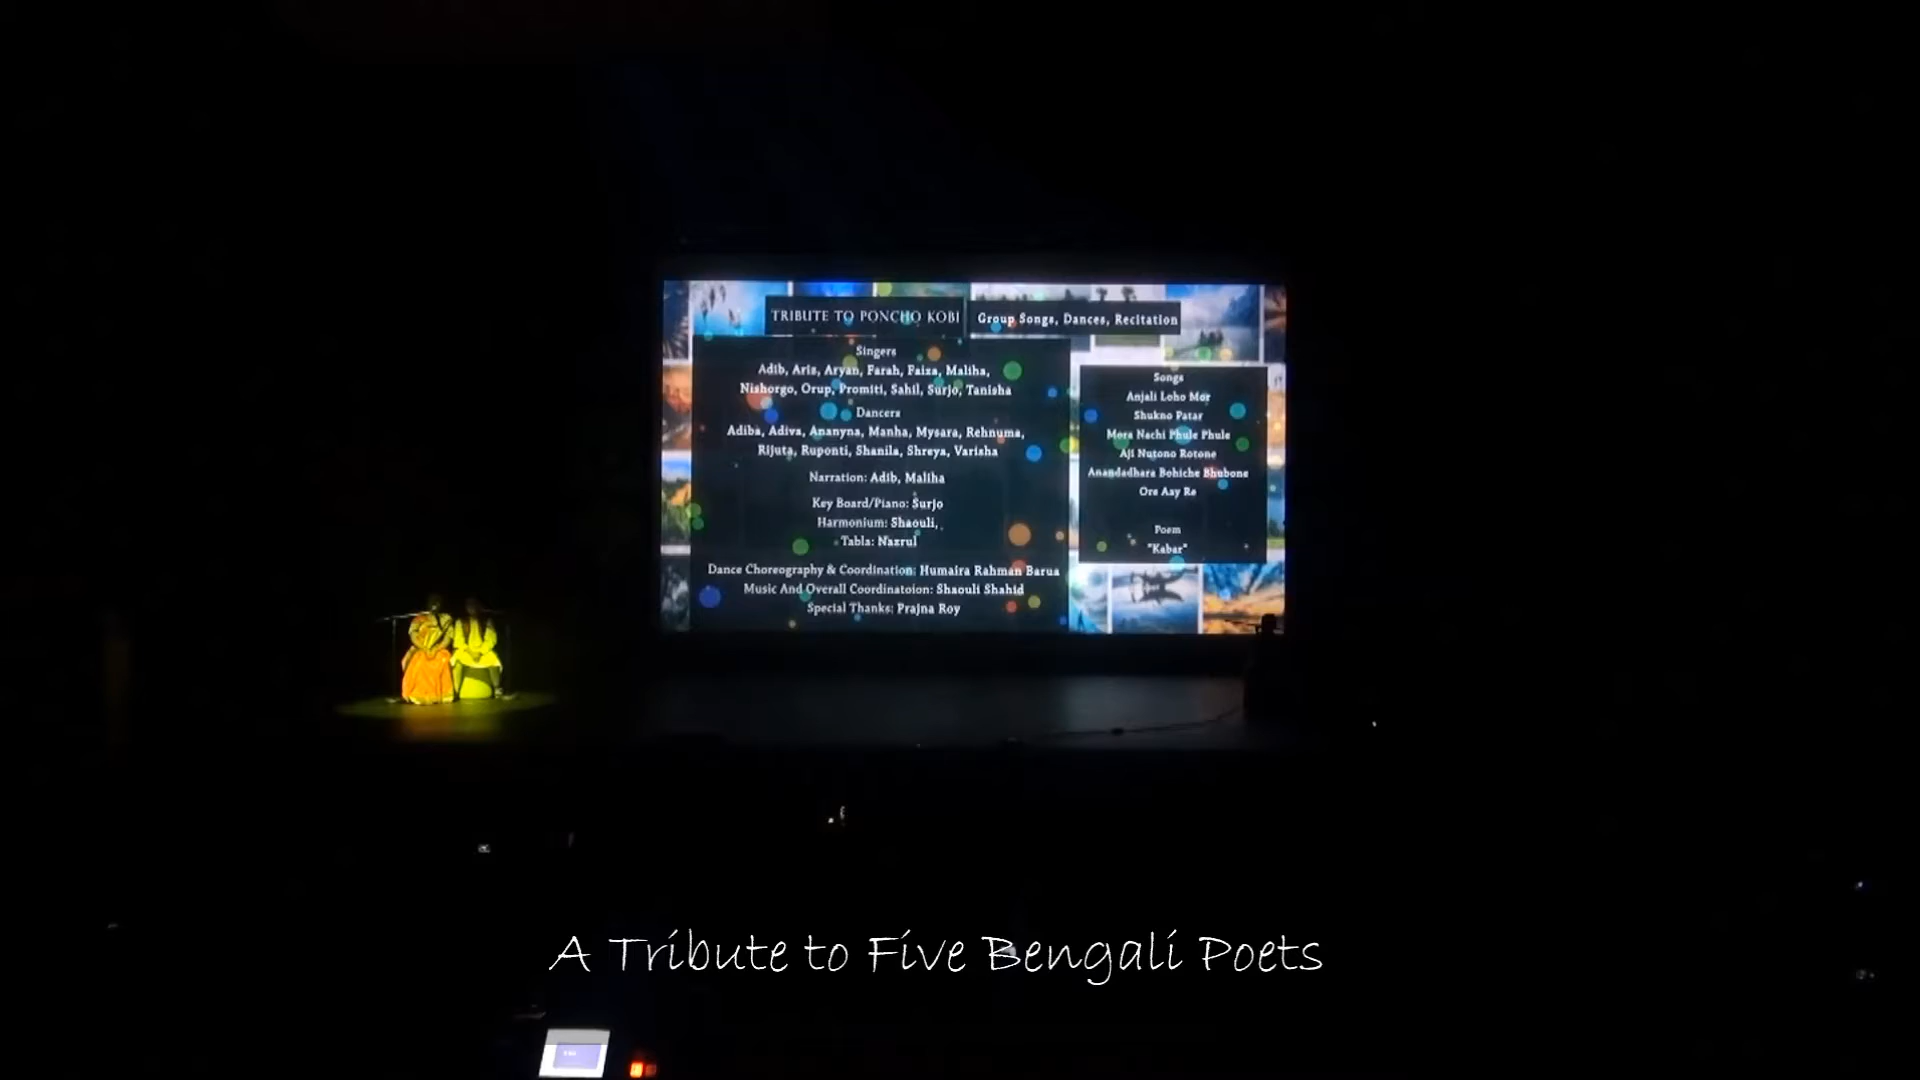 TRIBUTE TO PONCHO KOBI
Group Songs, Dances, Recitation
Singers
Adib, Aris, Aryan, Farah, Faiza, Maliha,
Nishorgo, Orup, Promiti, Sahil, Surjo, Tanisha
Dancers
Adiba, Adiva, Ananyna, Manha, Mysara, Rehnuma,
Rijuta, Ruponti, Shanila, Shreya, Varisha
Narration: Adib, Maliha
Key Board/Piano: Surjo
Harmonium: Shaouli,
Tabla: Nazrul
Dance Choreography & Coordination: Humaira Rahman Barua
Music And Overall Coordinatoion: Shaouli Shahid
Special Thanks: Prajna Roy
Songs
Anjali Loho Mor
Shukno Patar
Mora Nachi Phule Phule
Aji Nutono Rotone
Anandadhara Bohiche Bhubone
Ore Aay Re
Poem
"Kabar"
A Tribute to Five Bengali Poets